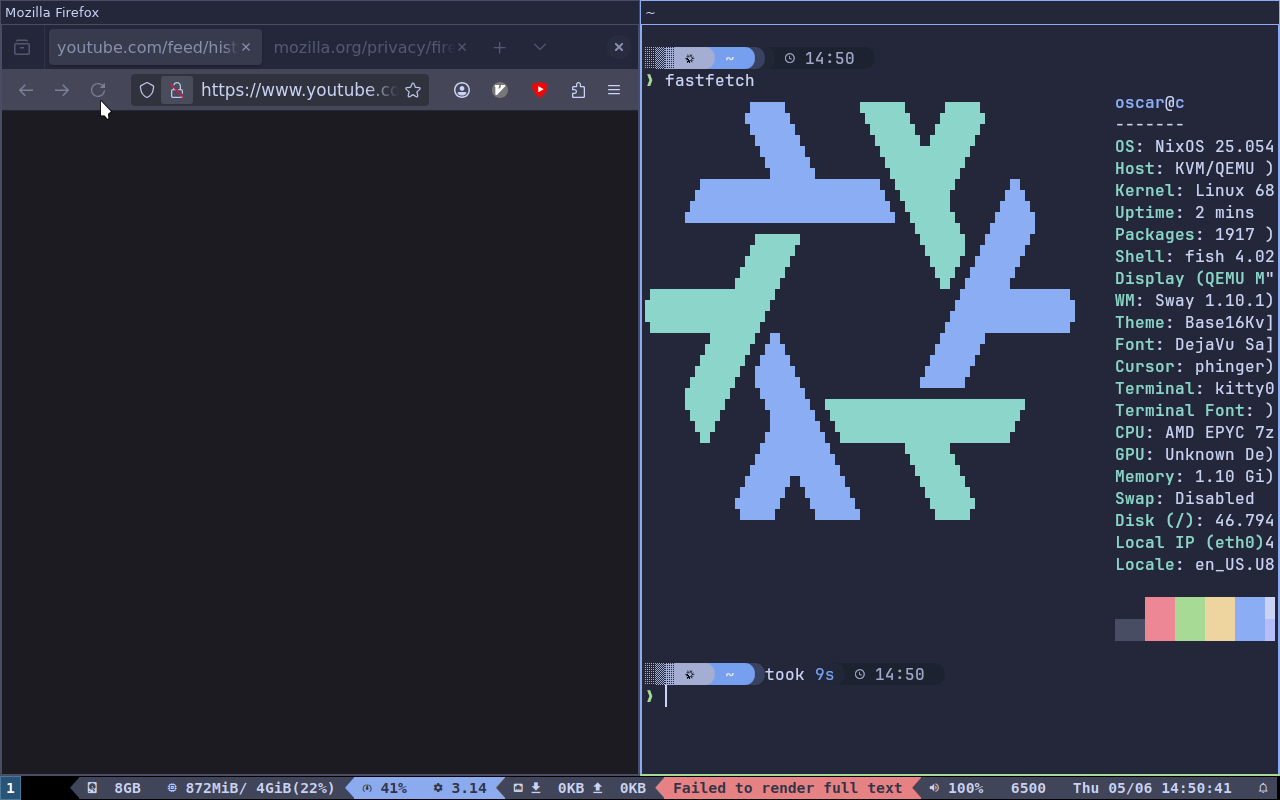 Mozilla Firefox
~
youtube.com/feed/hist
mozilla.org/privacy/fire
https://www.youtube.co
~ 14:50
❱ fastfetch
oscar@c
-------
OS: NixOS 25.054
Host: KVM/QEMU )
Kernel: Linux 68
Uptime: 2 mins
Packages: 1917 )
Shell: fish 4.02
Display (QEMU M"
WM: Sway 1.10.1)
Theme: Base16Kv]
Font: DejaVu Sa]
Cursor: phinger)
Terminal: kitty0
Terminal Font: )
CPU: AMD EPYC 7z
GPU: Unknown De)
Memory: 1.10 Gi)
Swap: Disabled
Disk (/): 46.794
Local IP (eth0)4
Locale: en_US.U8
~ took 9s 14:50
❱
1 8GB 872MiB/ 4GiB(22%) 41% 3.14 0KB 0KB Failed to render full text 100% 6500 Thu 05/06 14:50:41